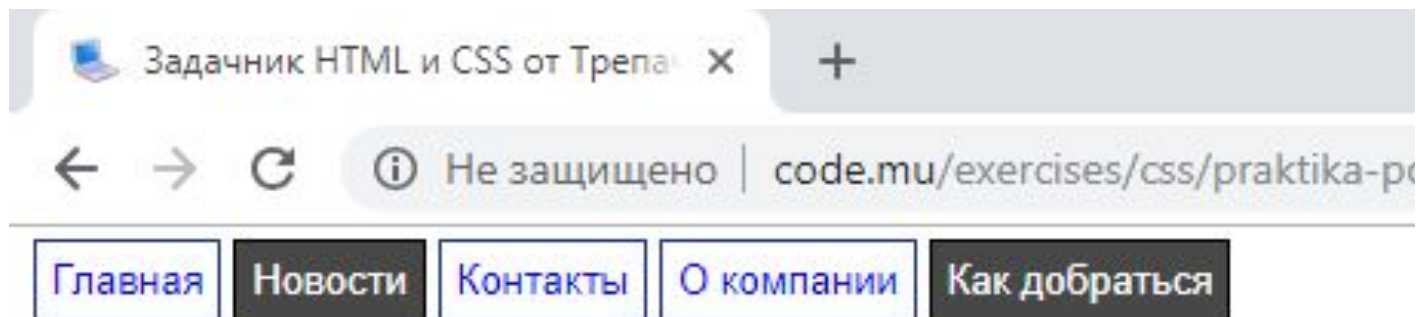 Задачник HTML и CSS от Трепа
Не защищено | code.mu/exercises/css/praktika-po
Главная Новости Контакты О компании Как добраться